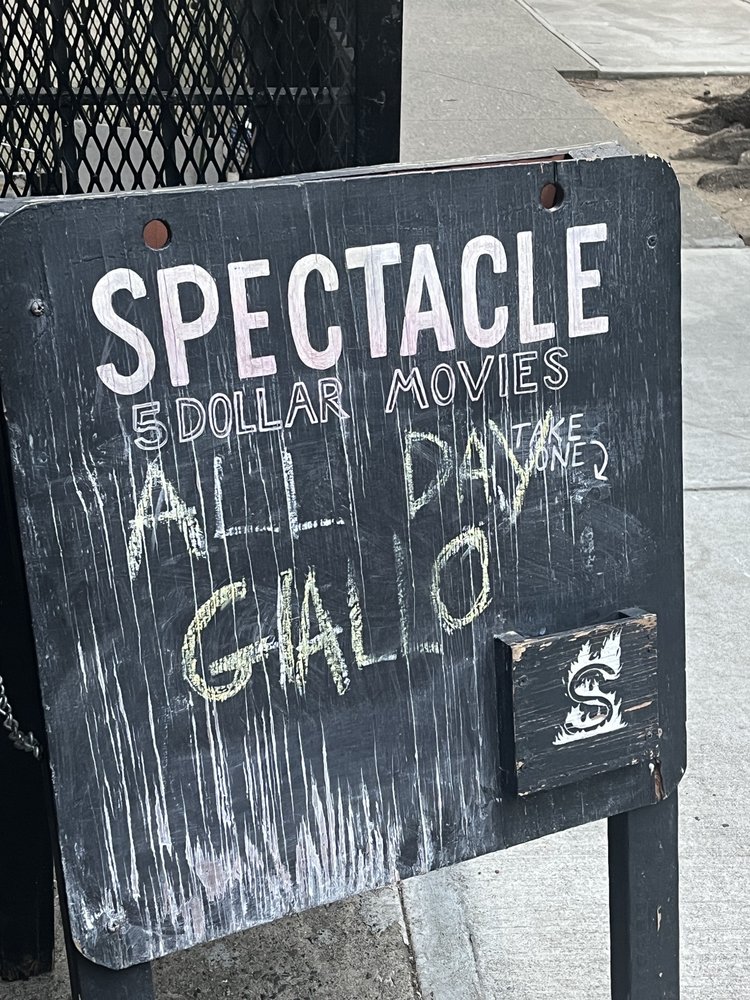 SPECTACLE
5 DOLLAR MOVIES
TAKE
ONE
ALL DAY
GIALLO
S